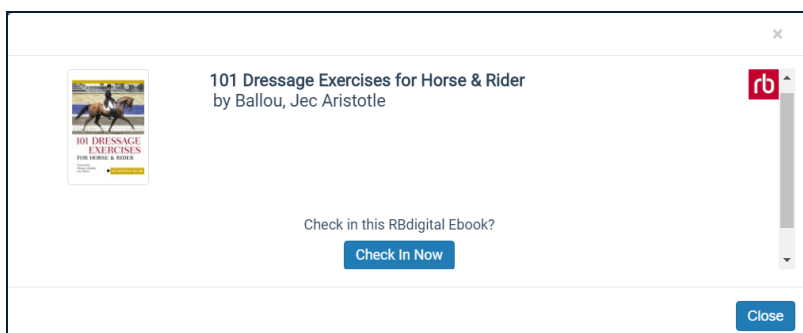 ×
101 Dressage Exercises for Horse & Rider
by Ballou, Jec Aristotle
rb
101 DRESSAGE
EXERCISES
FOR HORSE & RIDER
Check in this RBdigital Ebook?
Check In Now
Close